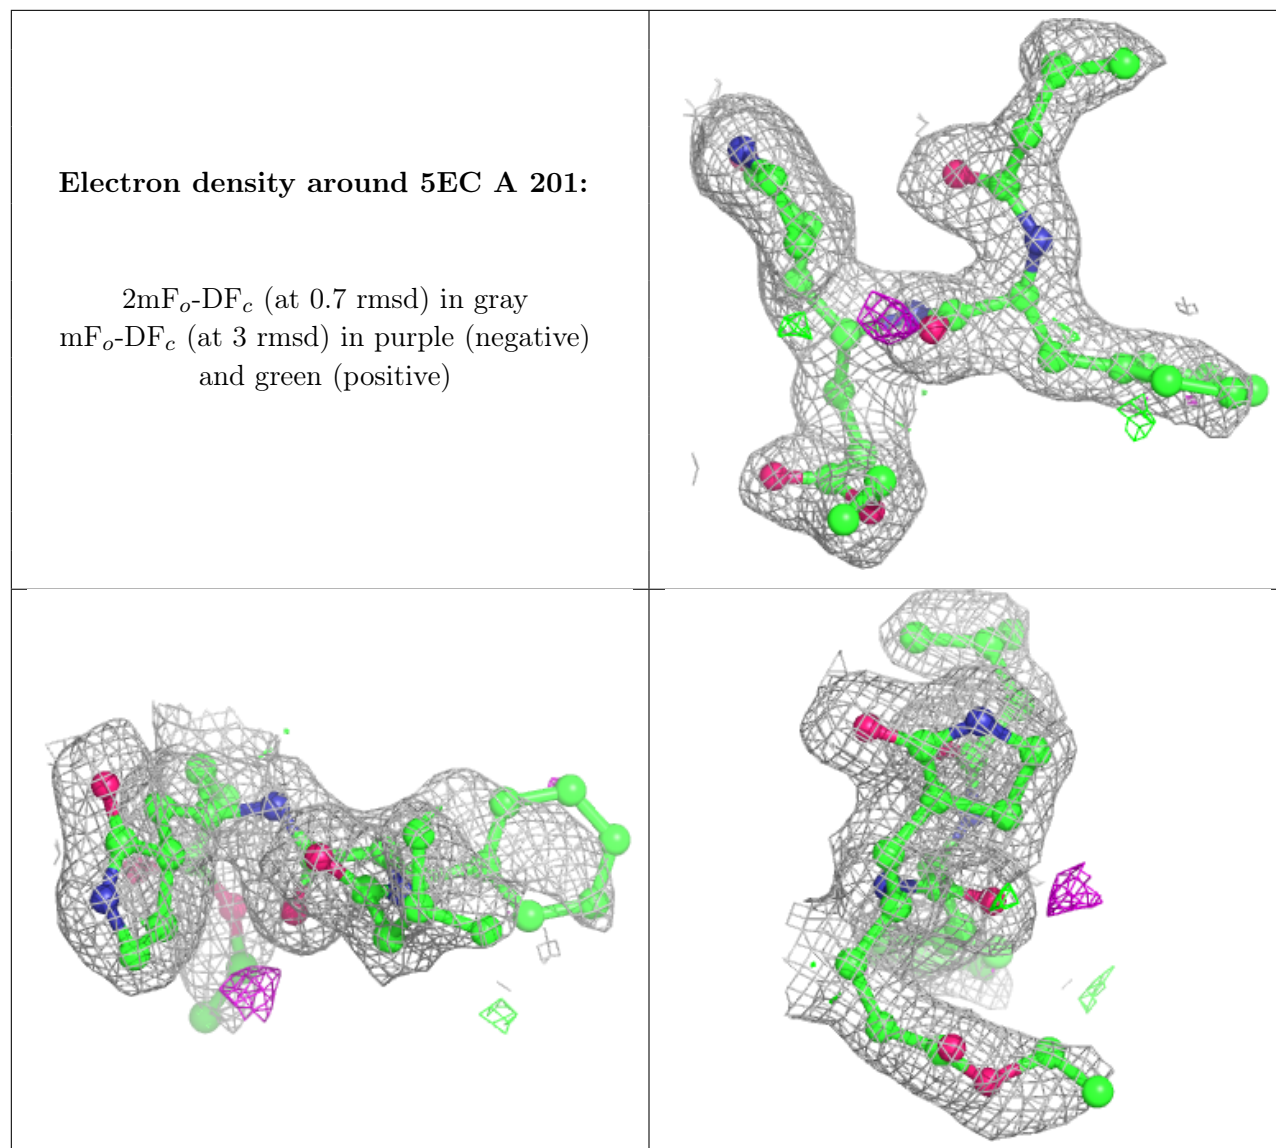 Electron density around 5EC A 201:
2mFo-DFc (at 0.7 rmsd) in gray
mFo-DFc (at 3 rmsd) in purple (negative)
and green (positive)